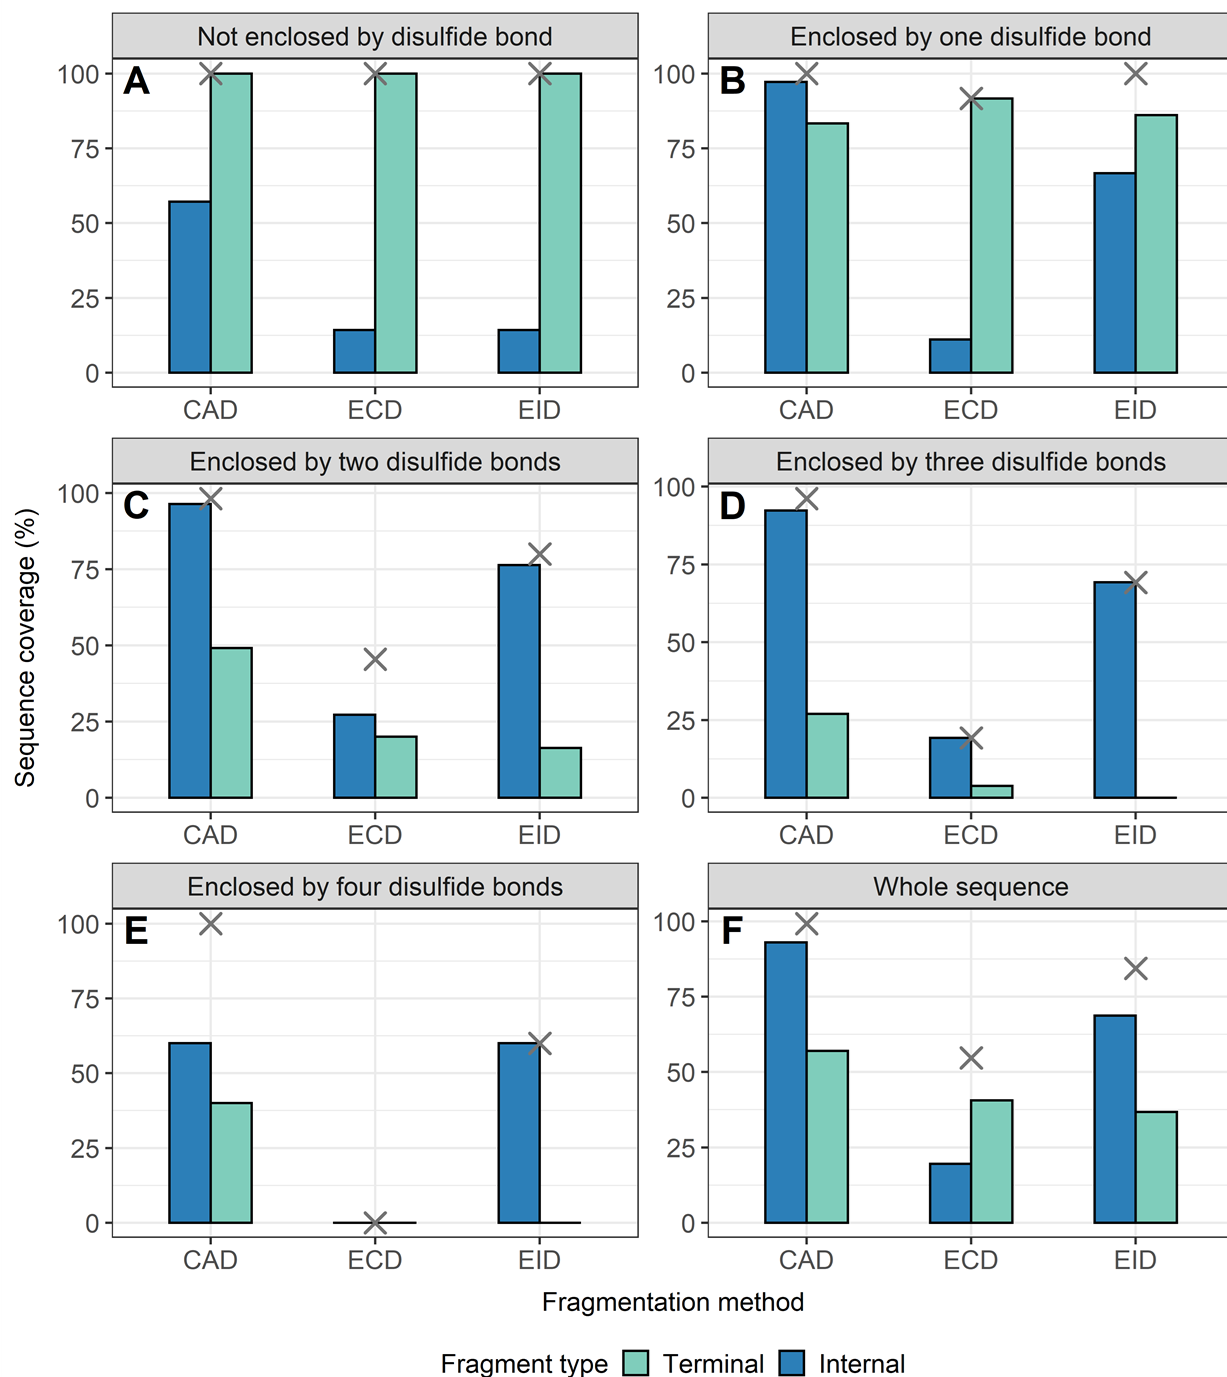 Not enclosed by disulfide bond
A
100
75
50
25
0
CAD ECD EID
Enclosed by one disulfide bond
B
100
75
50
25
0
CAD ECD EID
Enclosed by two disulfide bonds
C
100
75
50
25
0
CAD ECD EID
Enclosed by three disulfide bonds
D
100
75
50
25
0
CAD ECD EID
Enclosed by four disulfide bonds
E
100
75
50
25
0
CAD ECD EID
Whole sequence
F
100
75
50
25
0
CAD ECD EID
Sequence coverage (%)
Fragmentation method
Fragment type Terminal Internal